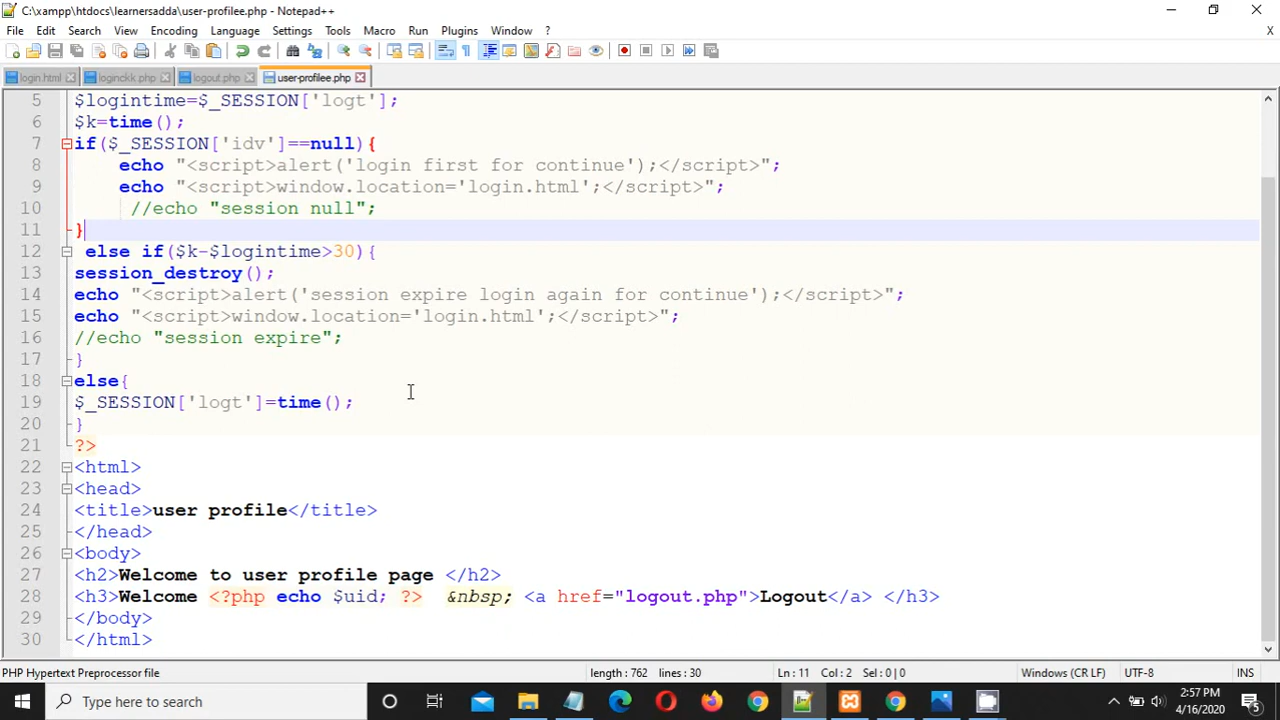 C:\xampp\htdocs\learnersadda\user-profilee.php - Notepad++
File Edit Search View Encoding Language Settings Tools Macro Run Plugins Window ? X
login.html loginckk.php logout.php user-profilee.php
5 $logintime=$_SESSION['logt'];
6 $k=time();
7 if($_SESSION['idv']==null){
8 echo "<script>alert('login first for continue');</script>";
9 echo "<script>window.location='login.html';</script>";
10 //echo "session null";
11 }
12 else if($k-$logintime>30){
13 session_destroy();
14 echo "<script>alert('session expire login again for continue');</script>";
15 echo "<script>window.location='login.html';</script>";
16 //echo "session expire";
17 }
18 else{
19 $_SESSION['logt']=time();
20 }
21 ?>
22 <html>
23 <head>
24 <title>user profile</title>
25 </head>
26 <body>
27 <h2>Welcome to user profile page </h2>
28 <h3>Welcome <?php echo $uid; ?> &nbsp; <a href="logout.php">Logout</a> </h3>
29 </body>
30 </html>
PHP Hypertext Preprocessor file length : 762 lines : 30 Ln : 11 Col : 2 Sel : 0 | 0 Windows (CR LF) UTF-8 INS
Type here to search
2:57 PM
4/16/2020
5